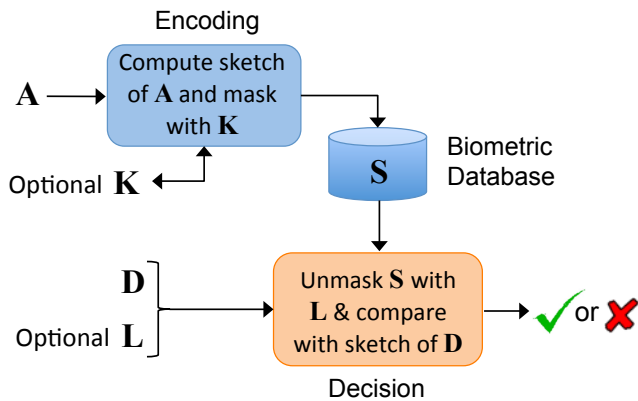 Encoding
Compute sketch
of A and mask
with K
A
Optional K
S
Biometric
Database
D
Optional L
Unmask S with
L & compare
with sketch of D
or
Decision